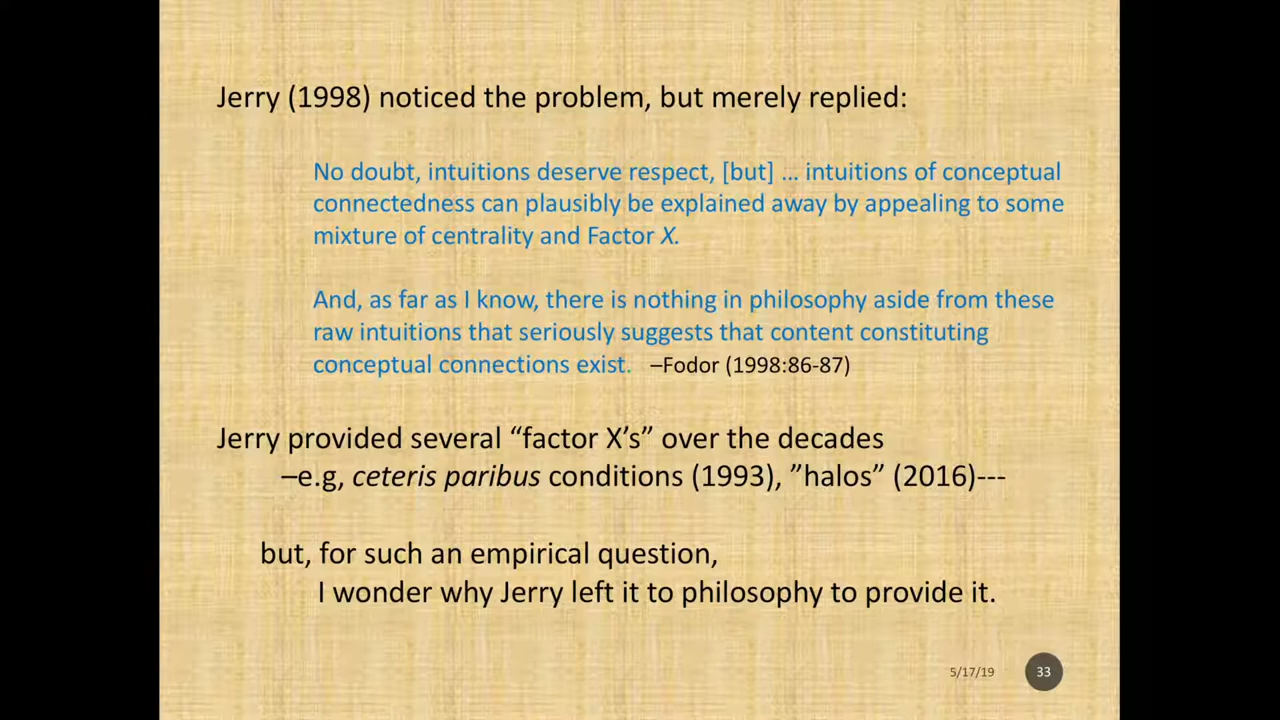 Jerry (1998) noticed the problem, but merely replied:
No doubt, intuitions deserve respect, [but] … intuitions of conceptual
connectedness can plausibly be explained away by appealing to some
mixture of centrality and Factor X.
And, as far as I know, there is nothing in philosophy aside from these
raw intuitions that seriously suggests that content constituting
conceptual connections exist. –Fodor (1998:86-87)
Jerry provided several “factor X’s” over the decades
–e.g, ceteris paribus conditions (1993), ”halos” (2016)---
but, for such an empirical question,
I wonder why Jerry left it to philosophy to provide it.
5/17/19 33